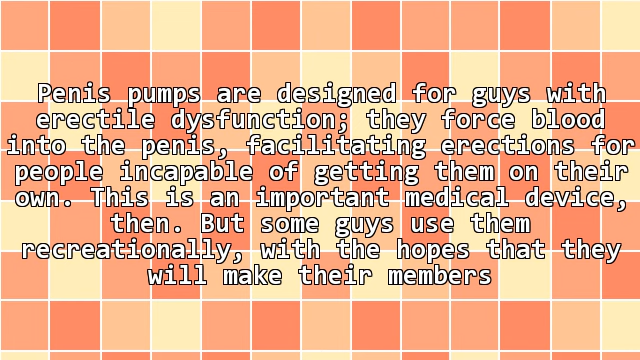 Penis pumps are designed for guys with
erectile dysfunction; they force blood
into the penis, facilitating erections for
people incapable of getting them on their
own. This is an important medical device,
then. But some guys use them
recreationally, with the hopes that they
will make their members